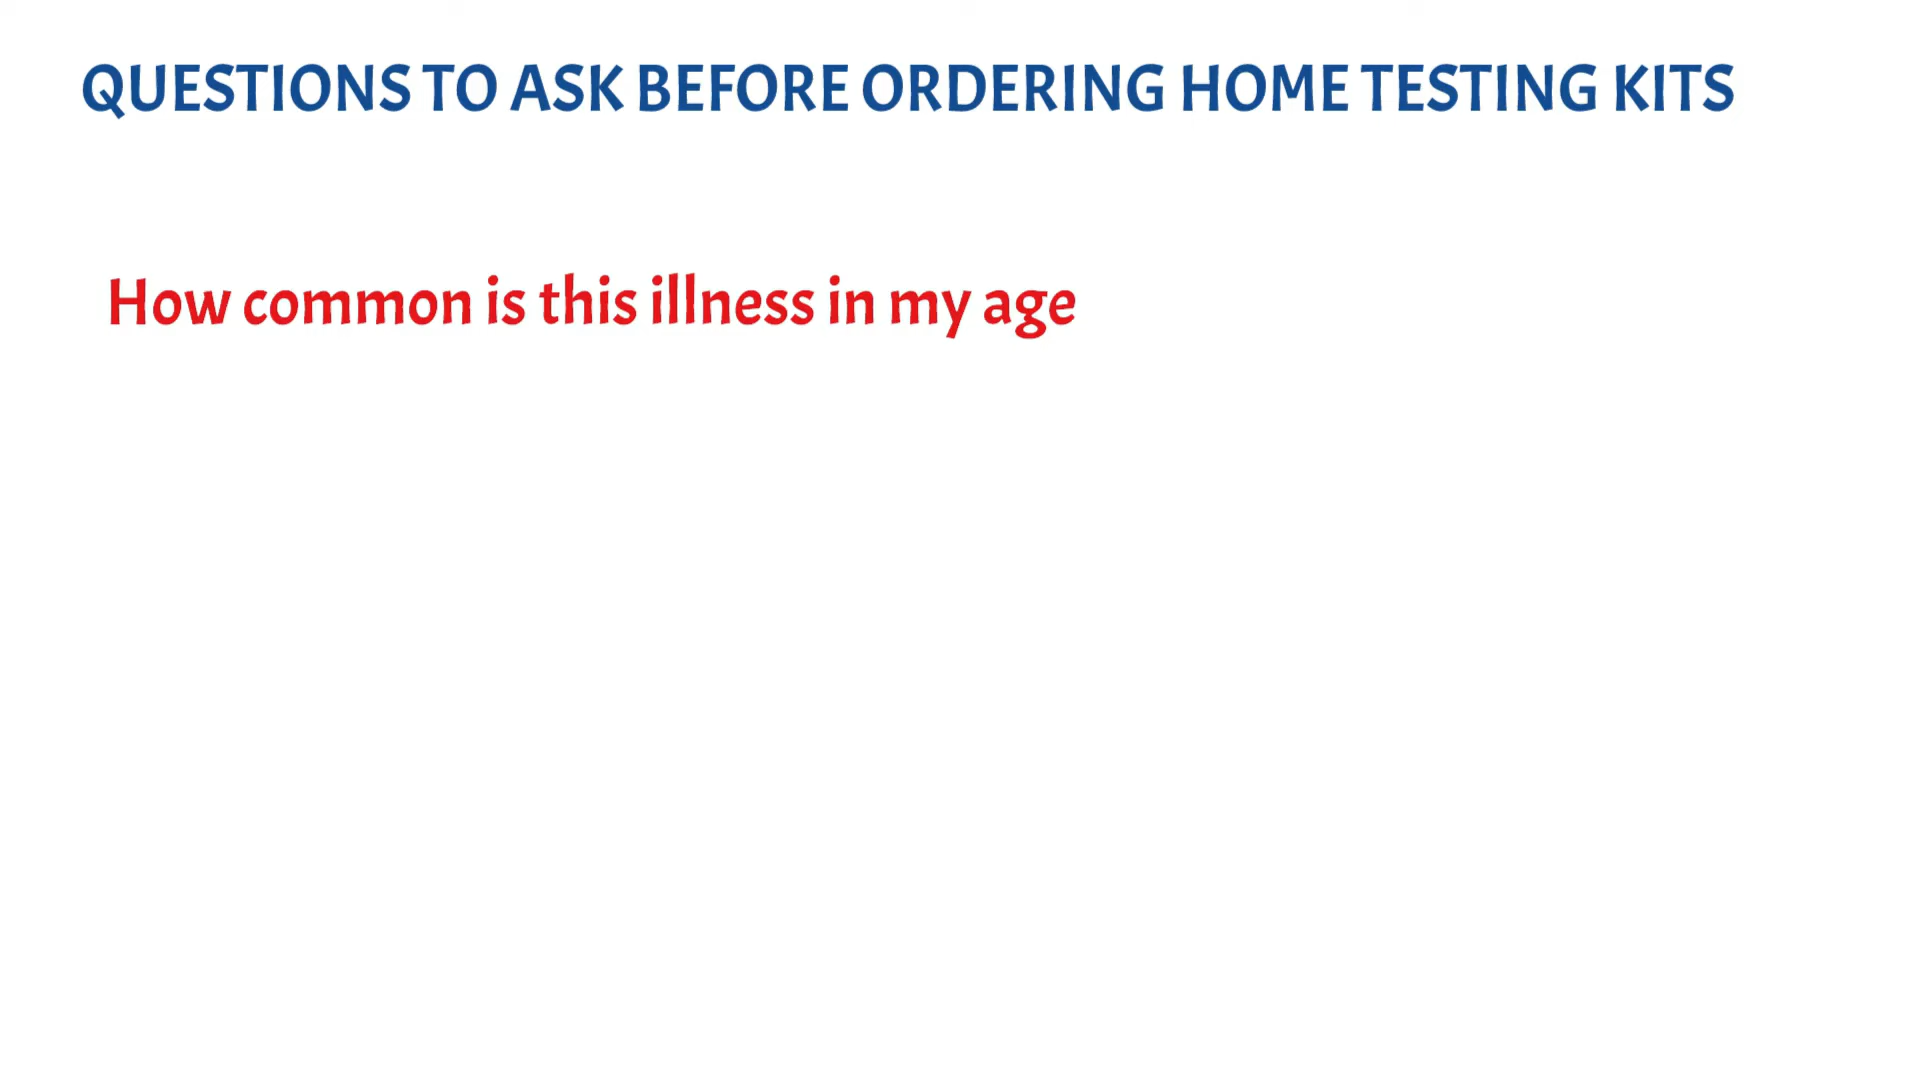 QUESTIONS TO ASK BEFORE ORDERING HOME TESTING KITS
How common is this illness in my age